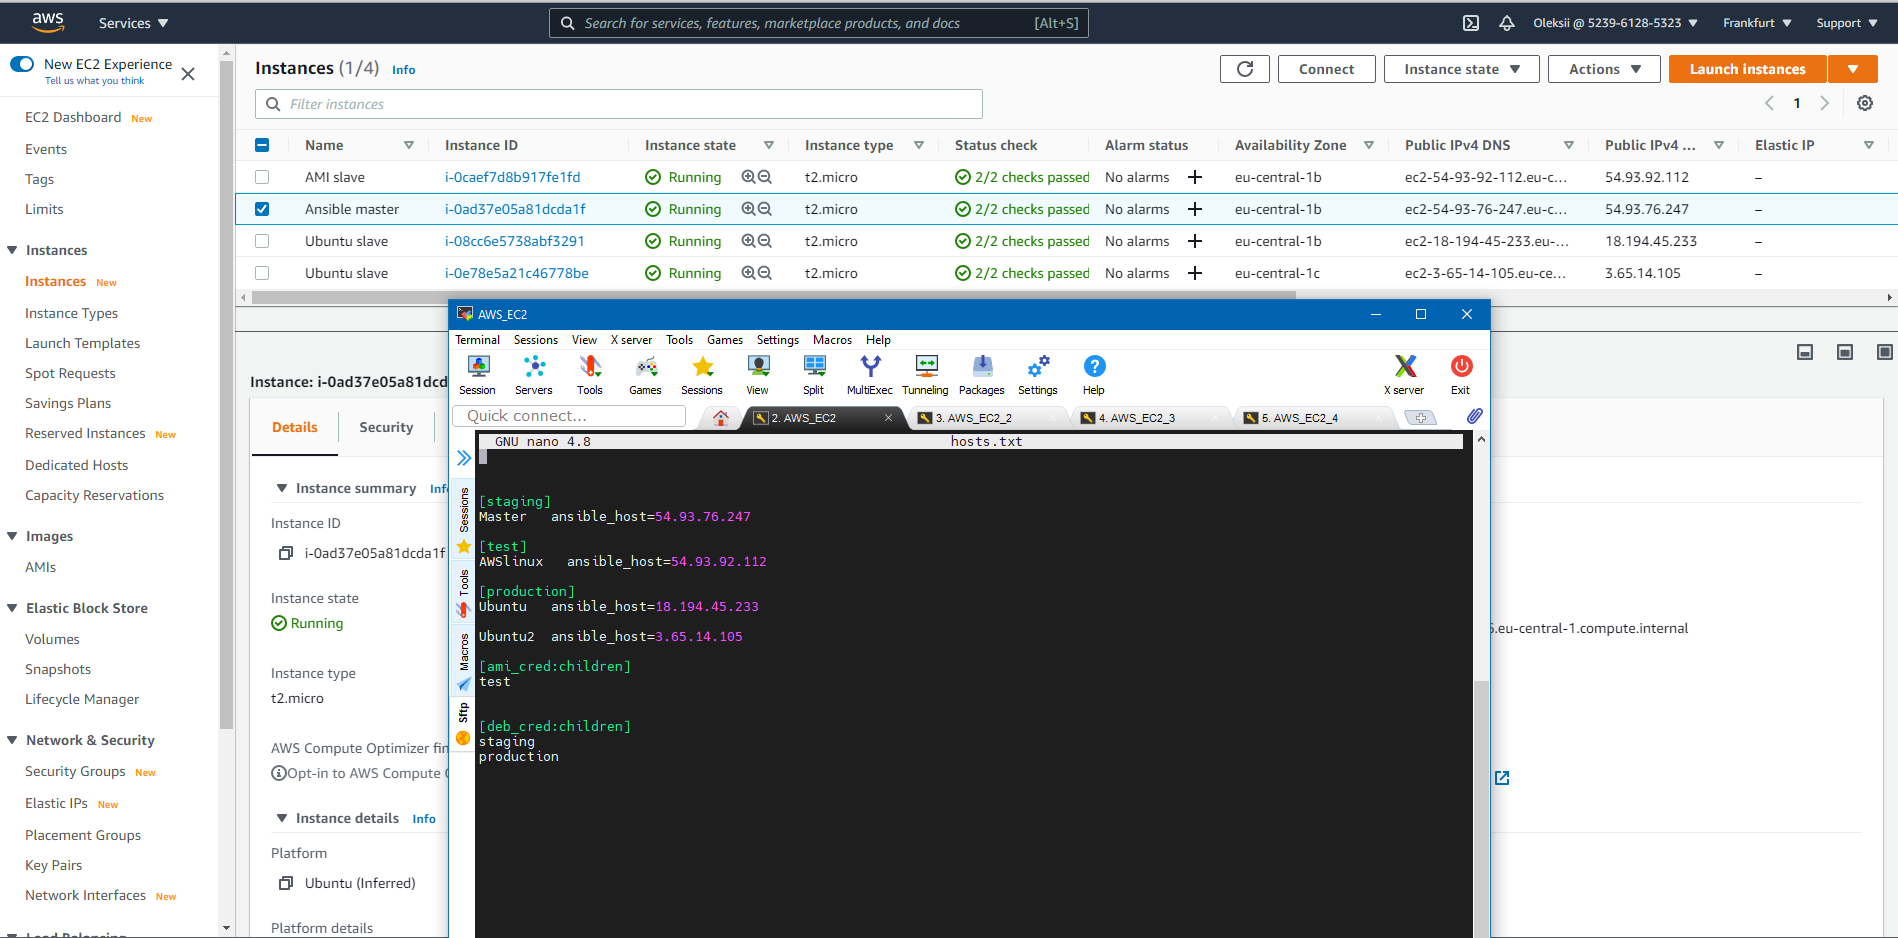 aws Services Search for services, features, marketplace products, and docs [Alt+S] Oleksii @ 5239-6128-5323 Frankfurt Support
New EC2 Experience
Tell us what you think
EC2 Dashboard New
Events
Tags
Limits
Instances
Instances New
Instance Types
Launch Templates
Spot Requests
Savings Plans
Reserved Instances New
Dedicated Hosts
Capacity Reservations
Images
AMIs
Elastic Block Store
Volumes
Snapshots
Lifecycle Manager
Network & Security
Security Groups New
Elastic IPs New
Placement Groups
Key Pairs
Network Interfaces New
Load Balancing
Instances (1/4) Info Connect Instance state Actions Launch instances
Filter instances 1
Name Instance ID Instance state Instance type Status check Alarm status Availability Zone Public IPv4 DNS Public IPv4 ... Elastic IP
AMI slave i-0caef7d8b917fe1fd Running t2.micro 2/2 checks passed No alarms + eu-central-1b ec2-54-93-92-112.eu-c... 54.93.92.112 –
Ansible master i-0ad37e05a81dcda1f Running t2.micro 2/2 checks passed No alarms + eu-central-1b ec2-54-93-76-247.eu-c... 54.93.76.247 –
Ubuntu slave i-08cc6e5738abf3291 Running t2.micro 2/2 checks passed No alarms + eu-central-1b ec2-18-194-45-233.eu-... 18.194.45.233 –
Ubuntu slave i-0e78e5a21c46778be Running t2.micro 2/2 checks passed No alarms + eu-central-1c ec2-3-65-14-105.eu-ce... 3.65.14.105 –
Instance: i-0ad37e05a81dcd
Details Security
Instance summary Info
Instance ID
i-0ad37e05a81dcda1f
Instance state
Running
Instance type
t2.micro
AWS Compute Optimizer fin
Opt-in to AWS Compute
Instance details Info
Platform
Ubuntu (Inferred)
Platform details
.eu-central-1.compute.internal
AWS_EC2
Terminal Sessions View X server Tools Games Settings Macros Help
Session Servers Tools Games Sessions View Split MultiExec Tunneling Packages Settings Help X server Exit
Quick connect... 2. AWS_EC2 3. AWS_EC2_2 4. AWS_EC2_3 5. AWS_EC2_4
Sessions
Tools
Macros
Sftp
GNU nano 4.8 hosts.txt
[staging]
Master ansible_host=54.93.76.247
[test]
AWSlinux ansible_host=54.93.92.112
[production]
Ubuntu ansible_host=18.194.45.233
Ubuntu2 ansible_host=3.65.14.105
[ami_cred:children]
test
[deb_cred:children]
staging
production